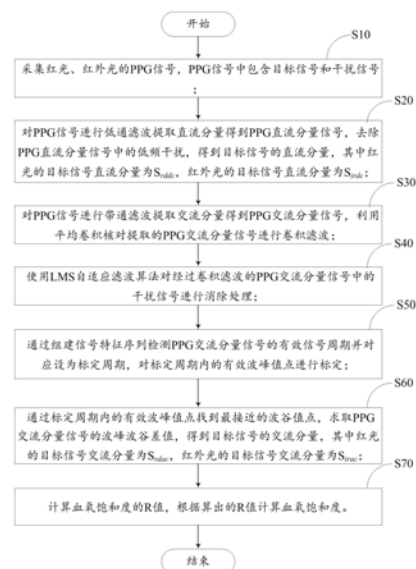 开始
S10
采集红光、红外光的PPG信号，PPG信号中包含目标信号和干扰信号
；
S20
对PPG信号进行低通滤波提取直流分量得到PPG直流分量信号，去除
PPG直流分量信号中的低频干扰，得到目标信号的直流分量，其中红
光的目标信号直流分量为Srddc，红外光的目标信号直流分量为Sirdc；
S30
对PPG信号进行带通滤波提取交流分量得到PPG交流分量信号，利用
平均卷积核对提取的PPG交流分量信号进行卷积滤波；
S40
使用LMS自适应滤波算法对经过卷积滤波的PPG交流分量信号中的
干扰信号进行消除处理；
S50
通过组建信号特征序列检测PPG交流分量信号的有效信号周期并对
应设为标定周期，对标定周期内的有效波峰值点进行标定；
S60
通过标定周期内的有效波峰值点找到最接近的波谷值点，求取PPG
交流分量信号的波峰波谷差值，得到目标信号的交流分量，其中红光
的目标信号交流分量为Srdac，红外光的目标信号交流分量为Sirac；
S70
计算血氧饱和度的R值，根据算出的R值计算血氧饱和度。
结束